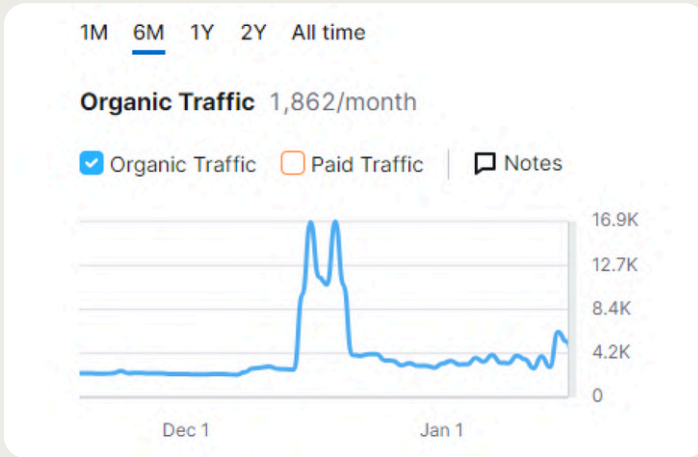 1M 6M 1Y 2Y All time
Organic Traffic 1,862/month
Organic Traffic Paid Traffic Notes
16.9K
12.7K
8.4K
4.2K
0
Dec 1 Jan 1